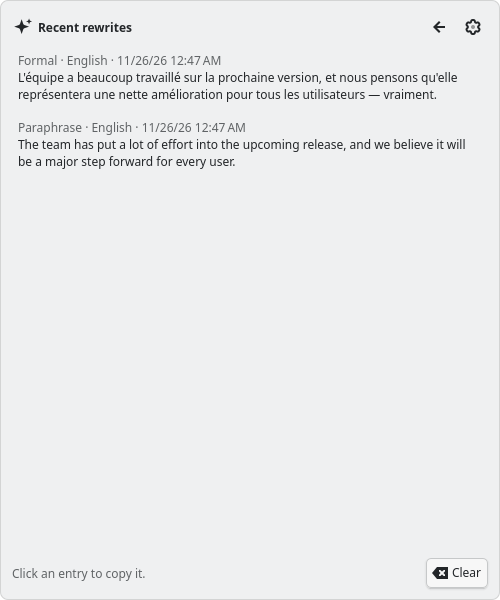 Recent rewrites
Formal · English · 11/26/26 12:47 AM
L'équipe a beaucoup travaillé sur la prochaine version, et nous pensons qu'elle
représentera une nette amélioration pour tous les utilisateurs — vraiment.
Paraphrase · English · 11/26/26 12:47 AM
The team has put a lot of effort into the upcoming release, and we believe it will
be a major step forward for every user.
Click an entry to copy it.
Clear